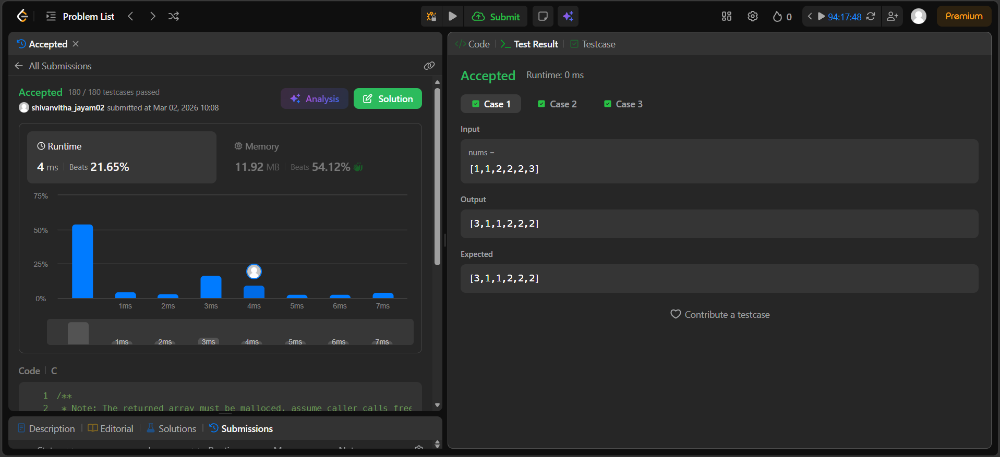 Problem List
Submit
0
94:17:48
Premium
Accepted
All Submissions
Accepted 180 / 180 testcases passed
shivanvitha_jayam02 submitted at Mar 02, 2026 10:08
Analysis
Solution
Runtime
4 ms | Beats 21.65%
Memory
11.92 MB | Beats 54.12%
75%
50%
25%
0%
1ms 2ms 3ms 4ms 5ms 6ms 7ms
1ms 2ms 3ms 4ms 5ms 6ms 7ms
Code | C
1 /**
2 * Note: The returned array must be malloced, assume caller calls free
Description | Editorial | Solutions | Submissions
</> Code | >_ Test Result | Testcase
Accepted Runtime: 0 ms
Case 1 Case 2 Case 3
Input
nums =
[1,1,2,2,2,3]
Output
[3,1,1,2,2,2]
Expected
[3,1,1,2,2,2]
Contribute a testcase